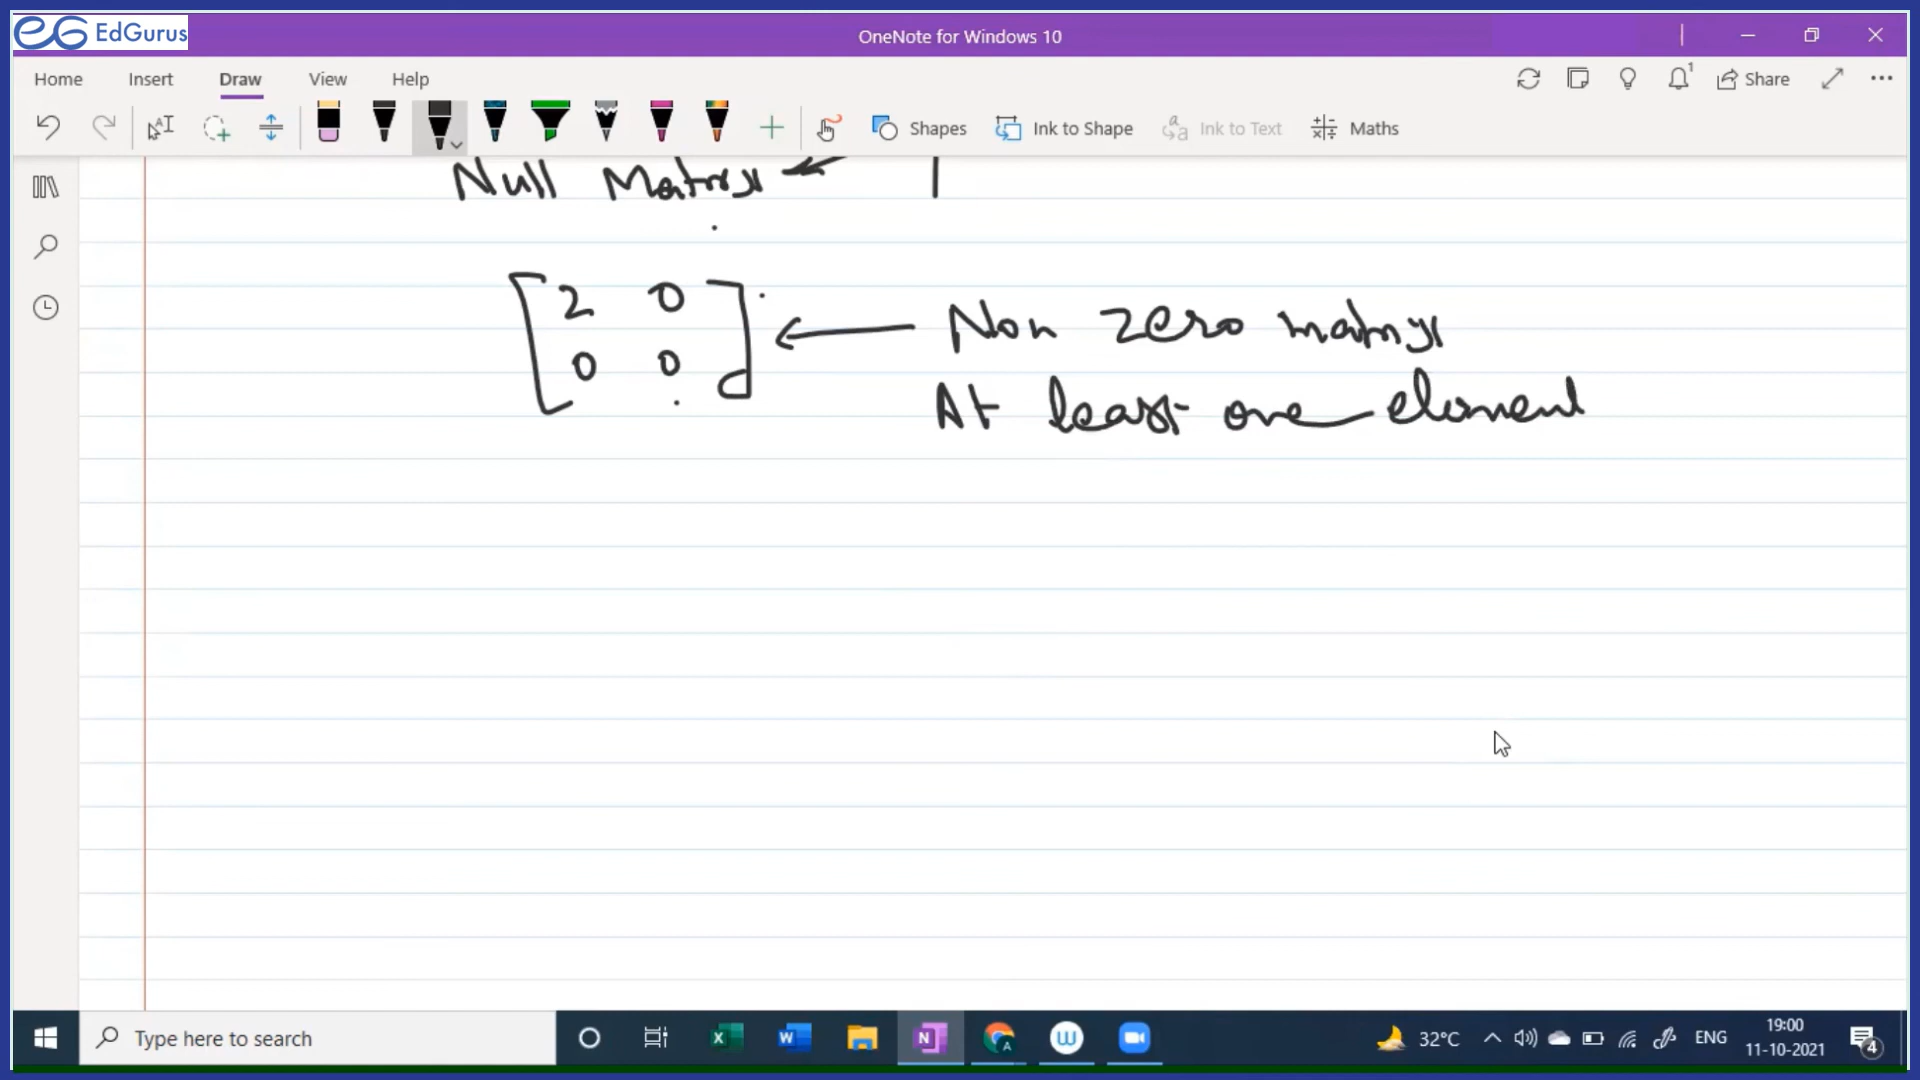 EdGurus
OneNote for Windows 10
Home Insert Draw View Help
1 Share
Shapes Ink to Shape Ink to Text Maths
Null Matrix
2 0
0 0
Non zero matrix
At least one element
Type here to search
32°C ENG 19:00 11-10-2021 4